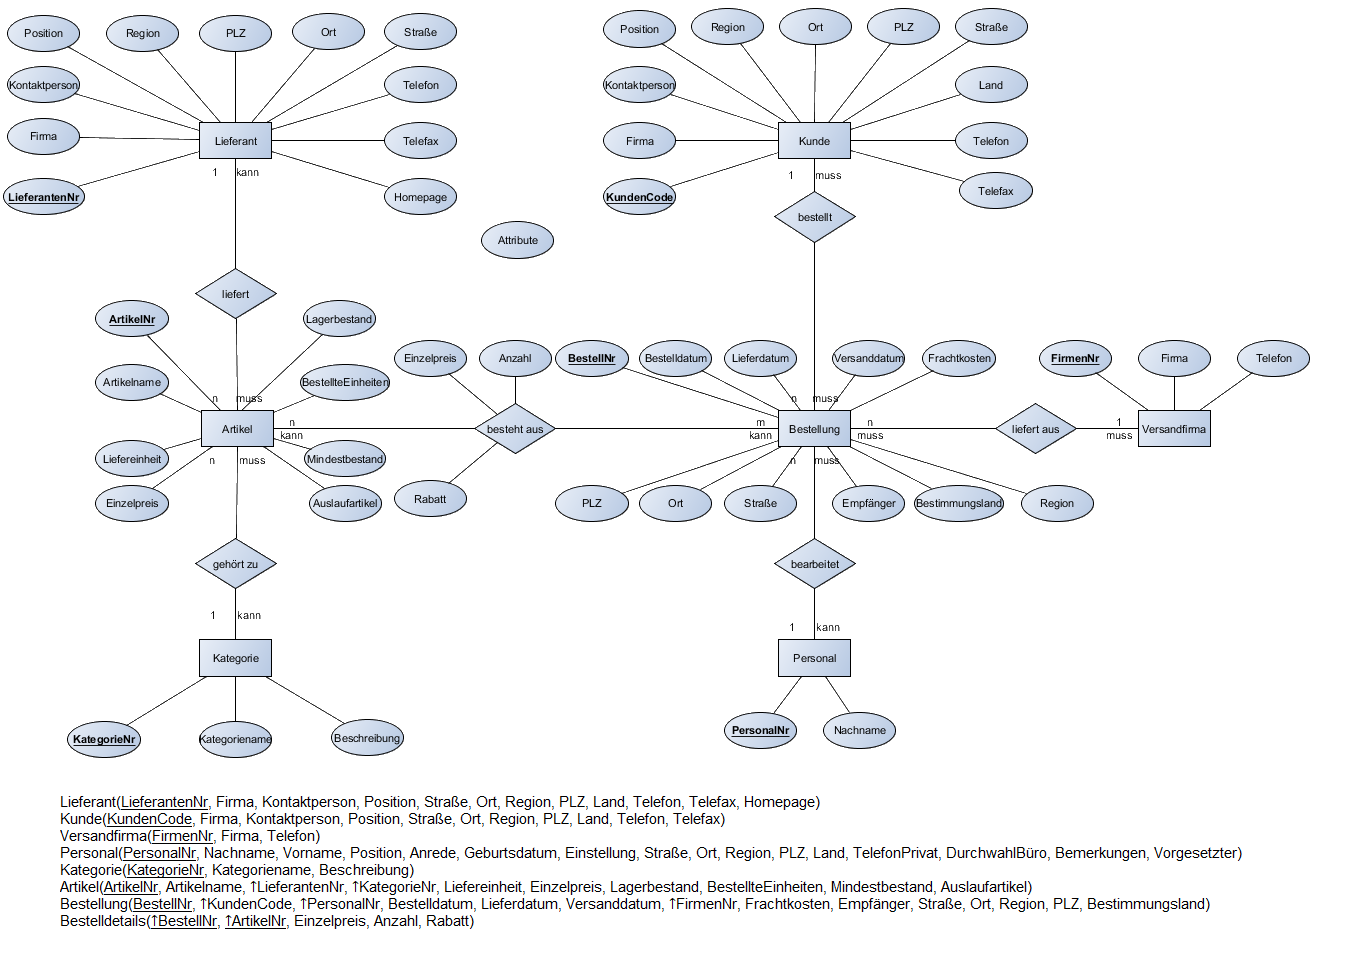 Position
Region
PLZ
Ort
Straße
Kontaktperson
Telefon
Firma
Lieferant
Telefax
LieferantenNr
1 kann
Homepage
Position
Region
Ort
PLZ
Straße
Kontaktperson
Land
Firma
Kunde
Telefon
KundenCode
1 muss
Telefax
bestellt
Attribute
liefert
ArtikelNr
Lagerbestand
Artikelname
BestellteEinheiten
n muss
Artikel
n
kann
Liefereinheit
Mindestbestand
n muss
Einzelpreis
Auslaufartikel
Einzelpreis
Anzahl
besteht aus
Rabatt
BestellNr
Bestelldatum
Lieferdatum
Versanddatum
Frachtkosten
n muss
m
kann
Bestellung
n
muss
n muss
PLZ
Ort
Straße
Empfänger
Bestimmungsland
Region
FirmenNr
Firma
Telefon
liefert aus
1
muss
Versandfirma
gehört zu
1 kann
Kategorie
KategorieNr
Kategoriename
Beschreibung
bearbeitet
1 kann
Personal
PersonalNr
Nachname
Lieferant(LieferantenNr, Firma, Kontaktperson, Position, Straße, Ort, Region, PLZ, Land, Telefon, Telefax, Homepage)
Kunde(KundenCode, Firma, Kontaktperson, Position, Straße, Ort, Region, PLZ, Land, Telefon, Telefax)
Versandfirma(FirmenNr, Firma, Telefon)
Personal(PersonalNr, Nachname, Vorname, Position, Anrede, Geburtsdatum, Einstellung, Straße, Ort, Region, PLZ, Land, TelefonPrivat, DurchwahlBüro, Bemerkungen, Vorgesetzter)
Kategorie(KategorieNr, Kategoriename, Beschreibung)
Artikel(ArtikelNr, Artikelname, ↑LieferantenNr, ↑KategorieNr, Liefereinheit, Einzelpreis, Lagerbestand, BestellteEinheiten, Mindestbestand, Auslaufartikel)
Bestellung(BestellNr, ↑KundenCode, ↑PersonalNr, Bestelldatum, Lieferdatum, Versanddatum, ↑FirmenNr, Frachtkosten, Empfänger, Straße, Ort, Region, PLZ, Bestimmungsland)
Bestelldetails(↑BestellNr, ↑ArtikelNr, Einzelpreis, Anzahl, Rabatt)